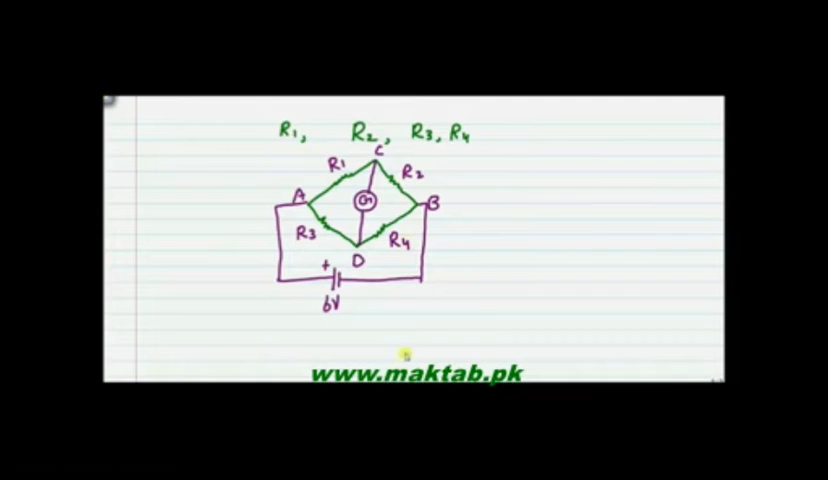 R1, R2, R3, R4
C
R1 R2
A G B
R3 R4
D
+
6V
www.maktab.pk